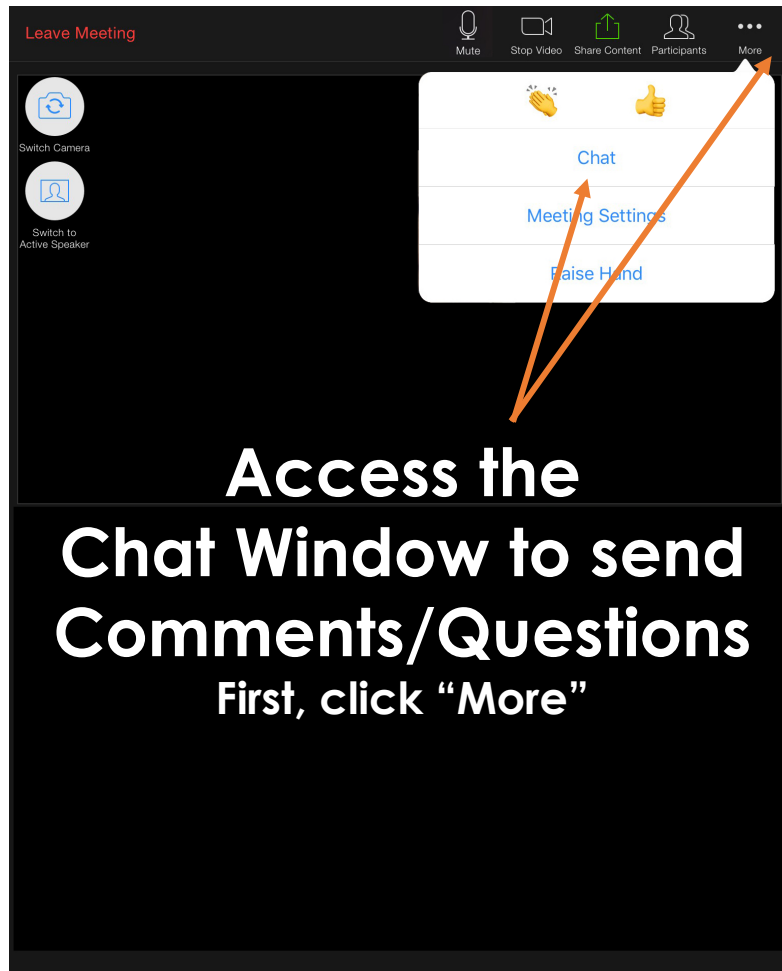 Leave Meeting
Mute
Stop Video
Share Content
Participants
More
Switch Camera
Switch to
Active Speaker
Chat
Meeting Settings
Raise Hand
Access the
Chat Window to send
Comments/Questions
First, click “More”